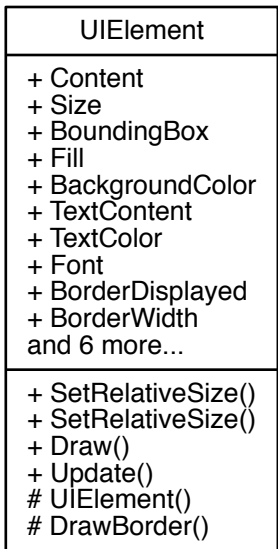 UIElement
+ Content
+ Size
+ BoundingBox
+ Fill
+ BackgroundColor
+ TextContent
+ TextColor
+ Font
+ BorderDisplayed
+ BorderWidth
and 6 more...
+ SetRelativeSize()
+ SetRelativeSize()
+ Draw()
+ Update()
# UIElement()
# DrawBorder()